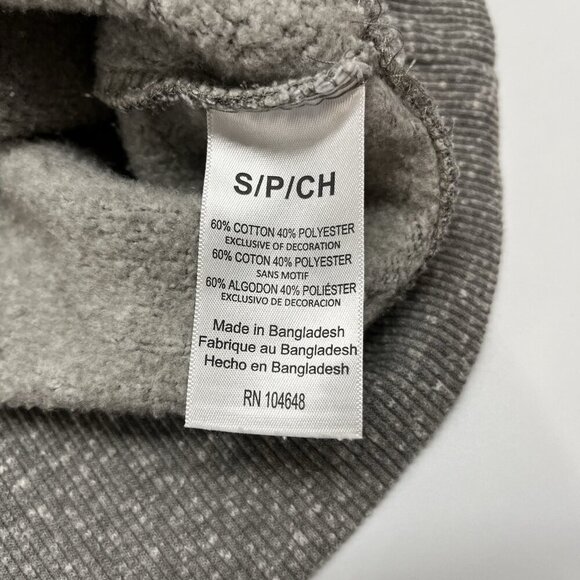 S/P/CH
60% COTTON 40% POLYESTER
EXCLUSIVE OF DECORATION
60% COTON 40% POLYESTER
SANS MOTIF
60% ALGODON 40% POLIÉSTER
EXCLUSIVO DE DECORACION
Made in Bangladesh
Fabrique au Bangladesh
Hecho en Bangladesh
RN 104648